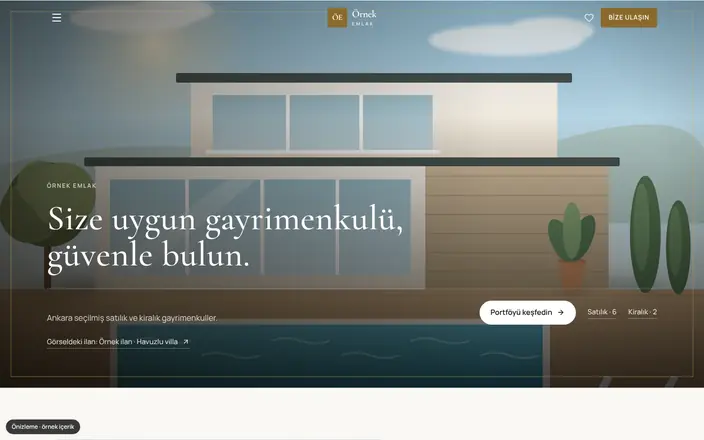 ÖE
Örnek
EMLAK
BİZE ULAŞIN
ÖRNEK EMLAK
Size uygun gayrimenkulü,
güvenle bulun.
Ankara seçilmiş satılık ve kiralık gayrimenkuller.
Portföyü keşfedin →
Satılık · 6
Kiralık · 2
Görseldeki ilan: Örnek ilan · Havuzlu villa ↗
Önizleme · örnek içerik